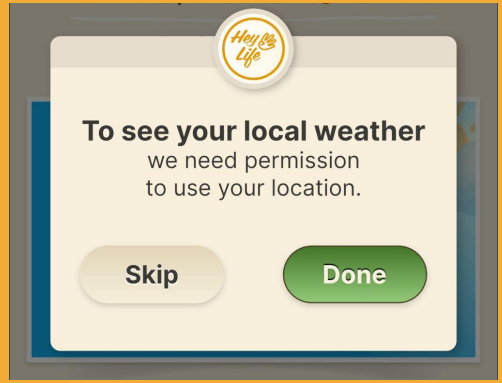 Hey
Life
To see your local weather
we need permission
to use your location.
Skip
Done